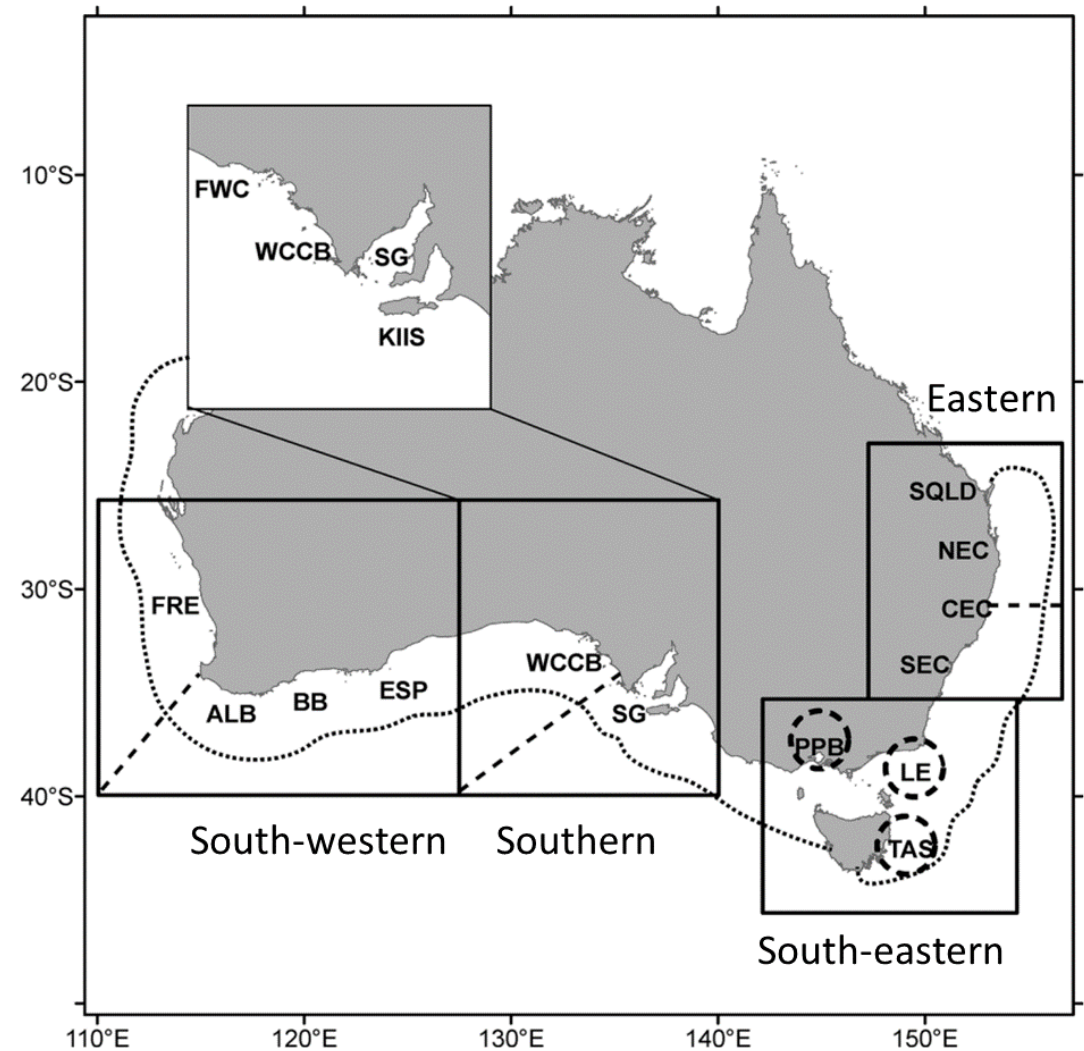 10°S
20°S
30°S
40°S
110°E
120°E
130°E
140°E
150°E
FWC
WCCB
SG
KIIS
Eastern
SQLD
NEC
CEC
SEC
FRE
ALB
BB
ESP
WCCB
SG
PPB
LE
TAS
South-western
Southern
South-eastern